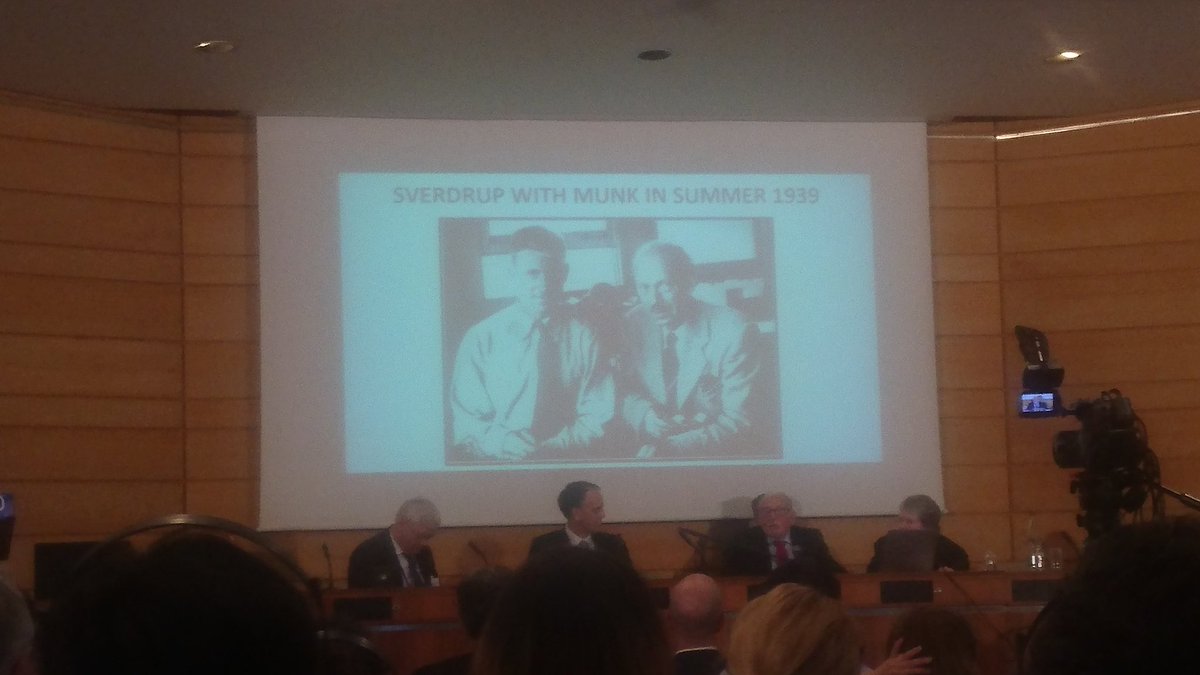 SVERDRUP WITH MUNK IN SUMMER 1939